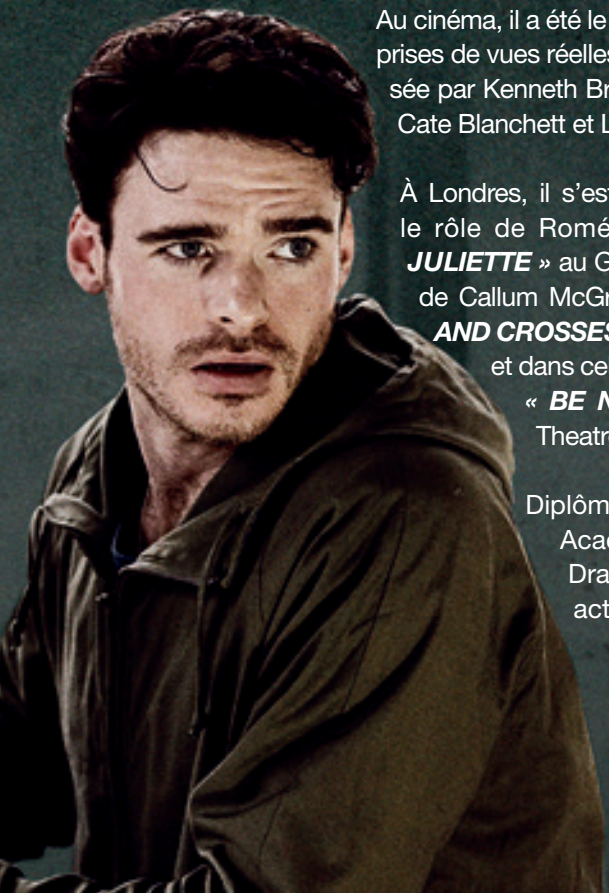 Au cinéma, il a été le
prises de vues réelles
sée par Kenneth Br
Cate Blanchett et L
À Londres, il s'est
le rôle de Romé
JULIETTE » au G
de Callum McGr
AND CROSSES
et dans ce
« BE N
Theatre
Diplôm
Acad
Dra
act